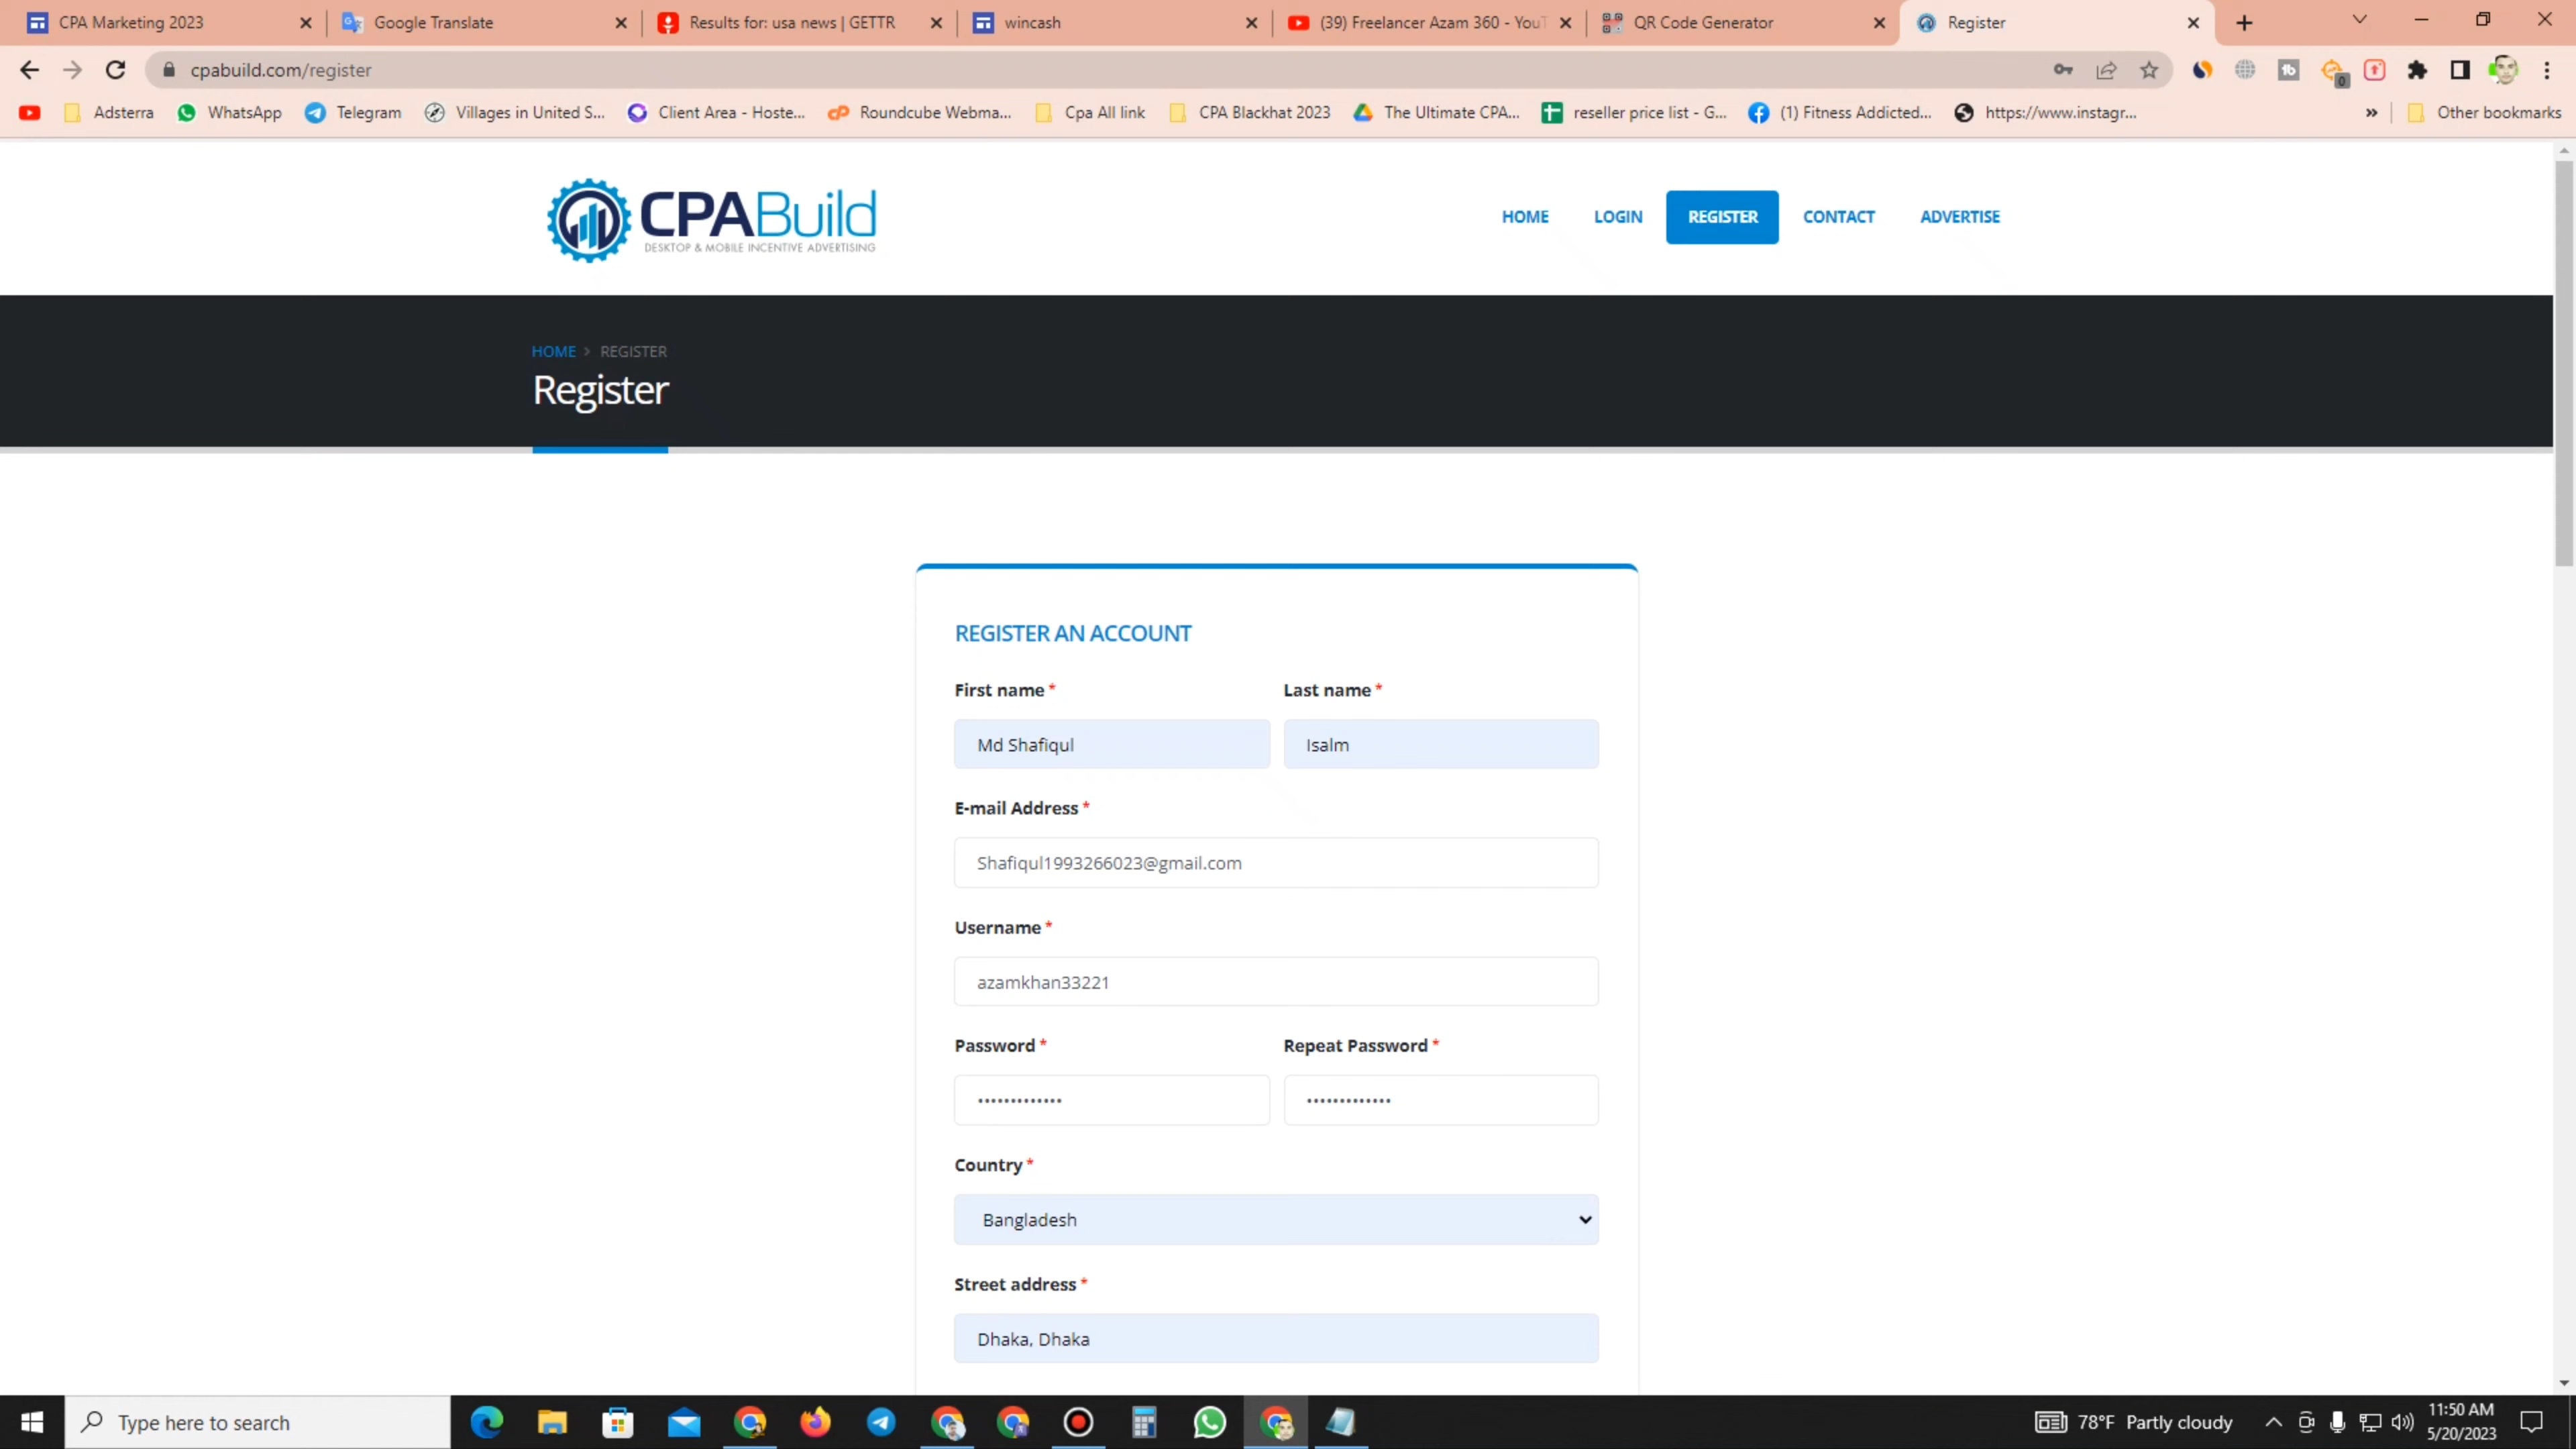 CPA Marketing 2023
Google Translate
Results for: usa news | GETTR
wincash
(39) Freelancer Azam 360 - YouT
QR Code Generator
Register
cpabuild.com/register
Adsterra
WhatsApp
Telegram
Villages in United S...
Client Area - Hoste...
Roundcube Webma...
Cpa All link
CPA Blackhat 2023
The Ultimate CPA...
reseller price list - G...
(1) Fitness Addicted...
https://www.instagr...
»
Other bookmarks
CPABuild
DESKTOP & MOBILE INCENTIVE ADVERTISING
HOME
LOGIN
REGISTER
CONTACT
ADVERTISE
HOME > REGISTER
Register
REGISTER AN ACCOUNT
First name *
Last name *
Md Shafiqul
Isalm
E-mail Address *
Shafiqul1993266023@gmail.com
Username *
azamkhan33221
Password *
Repeat Password *
•••••••••••••
•••••••••••••
Country *
Bangladesh
Street address *
Dhaka, Dhaka
Type here to search
78°F Partly cloudy
11:50 AM
5/20/2023